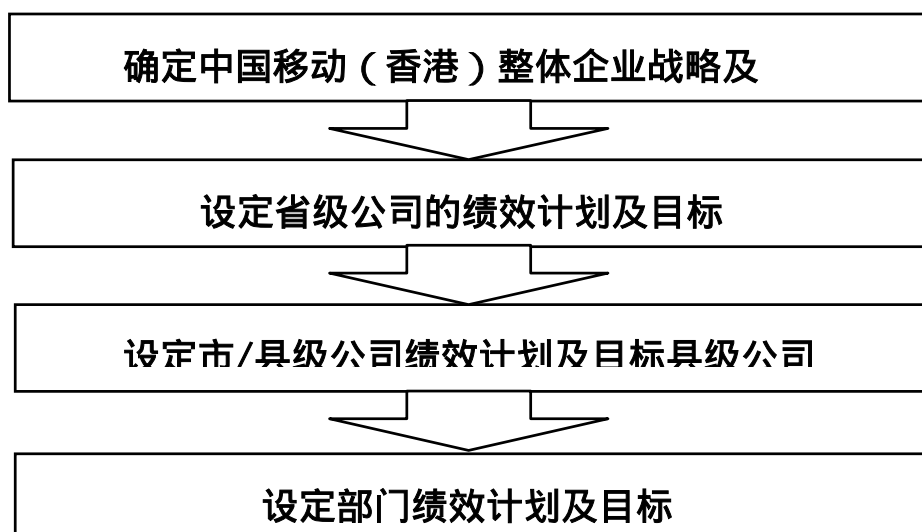 确定中国移动（香港）整体企业战略及
设定省级公司的绩效计划及目标
设定市/县级公司绩效计划及目标县级公司
设定部门绩效计划及目标